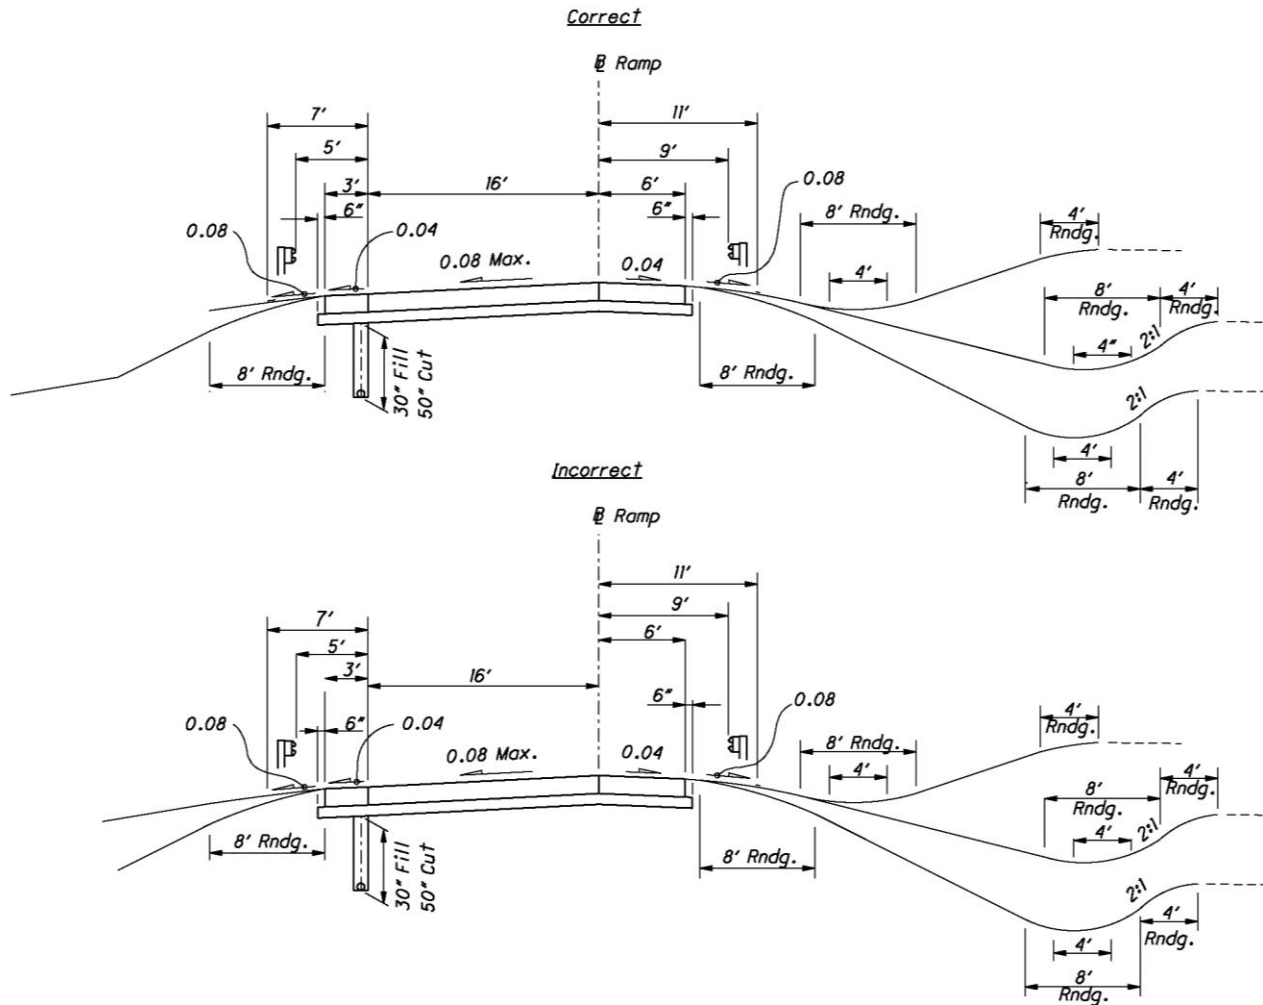 Correct
B Ramp
7'
11'
5'
9'
3'
16'
6'
0.08
6"
6"
8' Rndg.
4'
Rndg.
0.08
0.04
0.08 Max.
0.04
4'
8'
Rndg.
4'
Rndg.
4"
2:1
8' Rndg.
30" Fill
50" Cut
8' Rndg.
2:1
4'
8'
Rndg.
4'
Rndg.
Incorrect
B Ramp
11'
7'
9'
5'
6'
3'
16'
6"
0.08
0.08
6"
0.04
4'
Rndg.
8' Rndg.
0.08 Max.
0.04
4'
4'
Rndg.
8'
Rndg.
4'
2:1
8' Rndg.
30" Fill
50" Cut
8' Rndg.
2:1
4'
Rndg.
4'
8'
Rndg.